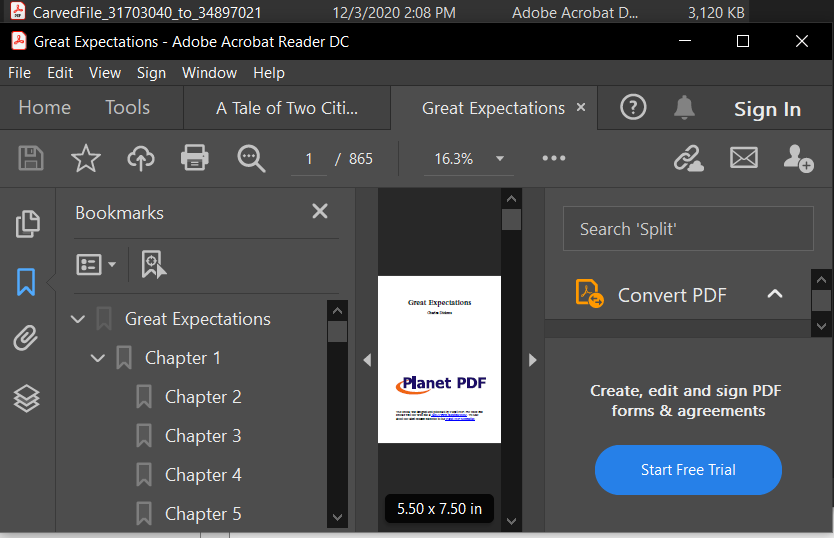 CarvedFile_31703040_to_34897021 12/3/2020 2:08 PM Adobe Acrobat D... 3,120 KB
Great Expectations - Adobe Acrobat Reader DC
File Edit View Sign Window Help
Home Tools A Tale of Two Citi... Great Expectations × Sign In
1 / 865 16.3%
Bookmarks
Search 'Split'
Convert PDF
Great Expectations
Chapter 1
Chapter 2
Chapter 3
Chapter 4
Chapter 5
Great Expectations
Charles Dickens
Planet PDF
5.50 x 7.50 in
Create, edit and sign PDF
forms & agreements
Start Free Trial